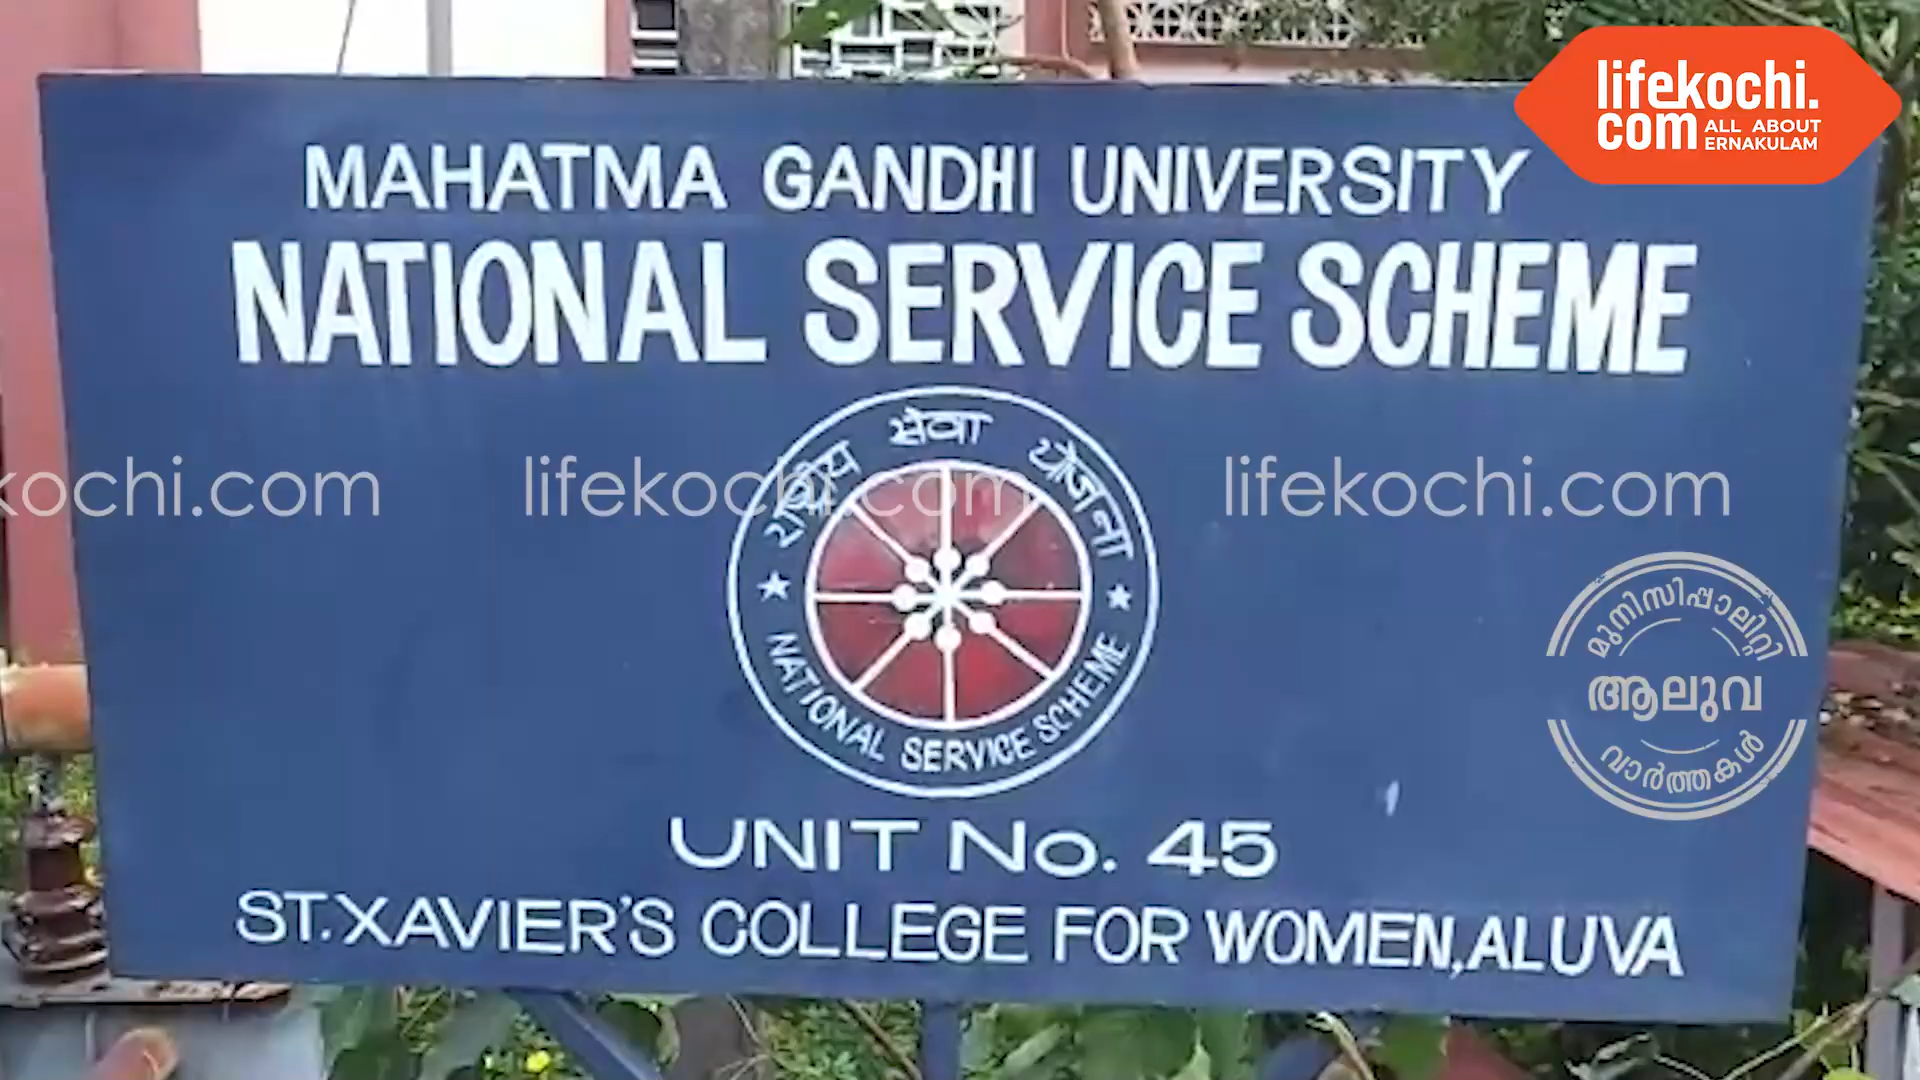 lifekochi.
com ALL ABOUT
ERNAKULAM
MAHATMA GANDHI UNIVERSITY
NATIONAL SERVICE SCHEME
राष्ट्रीय सेवा योजना
kochi.com lifekochi.com lifekochi.com
NATIONAL SERVICE SCHEME
മുനിസിപ്പാലിറ്റി
ആലുവ
വാർത്തകൾ
UNIT No. 45
ST.XAVIER'S COLLEGE FOR WOMEN,ALUVA